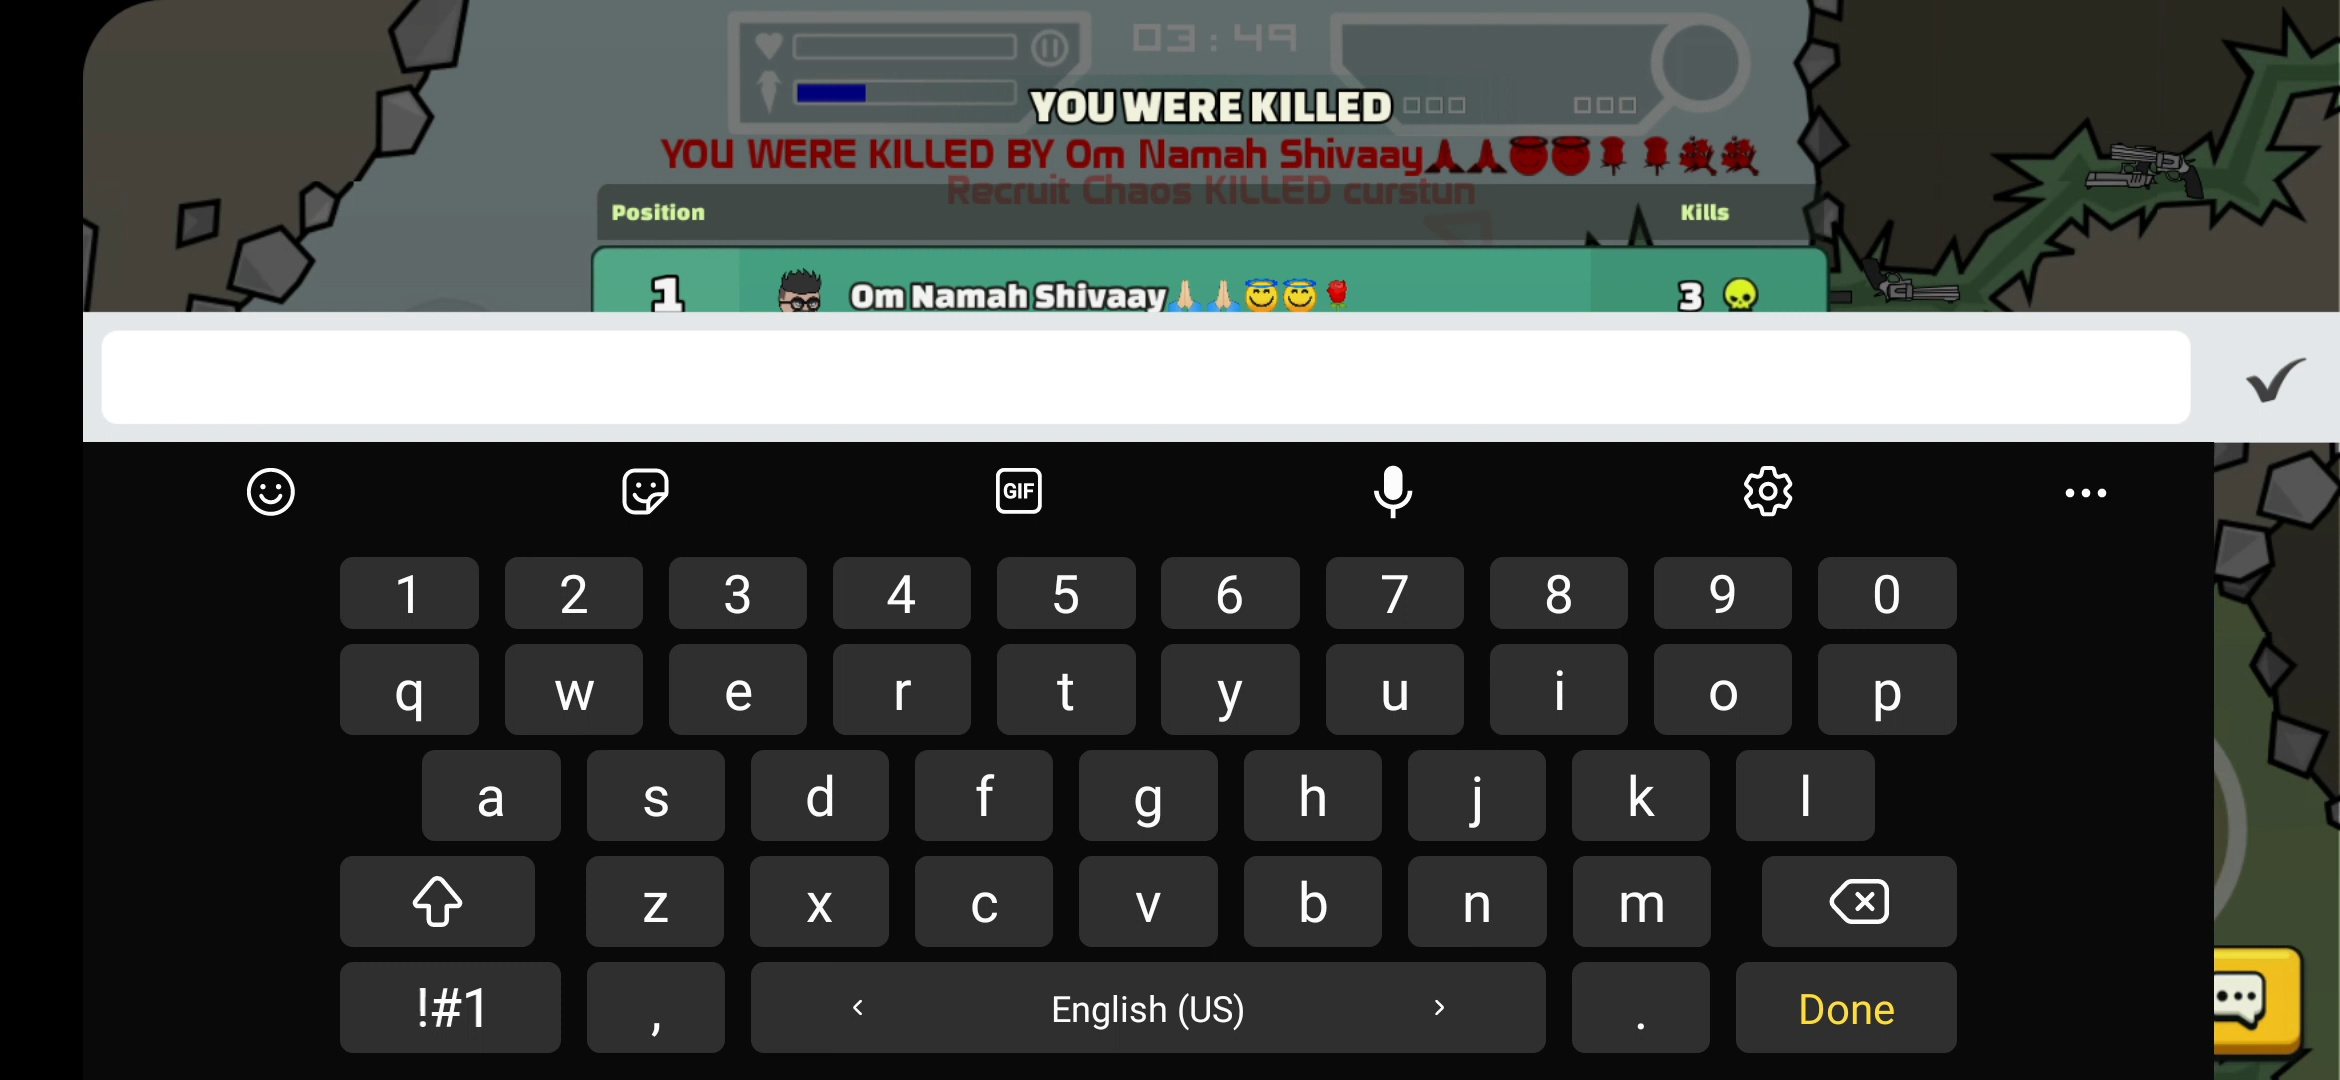 03:49
YOU WERE KILLED
YOU WERE KILLED BY Om Namah Shivaay🙏🏻🙏🏻😇😇🌹🌹💐💐
Recruit Chaos KILLED curstun
Position Kills
1 Om Namah Shivaay🙏🏻🙏🏻😇😇🌹 3
GIF
1 2 3 4 5 6 7 8 9 0
q w e r t y u i o p
a s d f g h j k l
z x c v b n m
!#1 , English (US) . Done